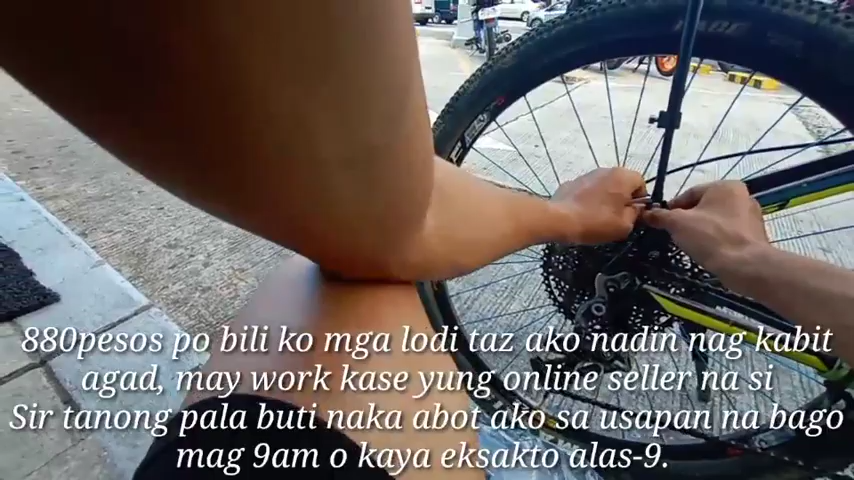 880pesos po bili ko mga lodi, taz ako nadin nag kabit
agad, may work kase yung online seller na si
Sir tanong pala buti naka abot ako sa usapan na bago
mag 9am o kaya eksakto alas-9.